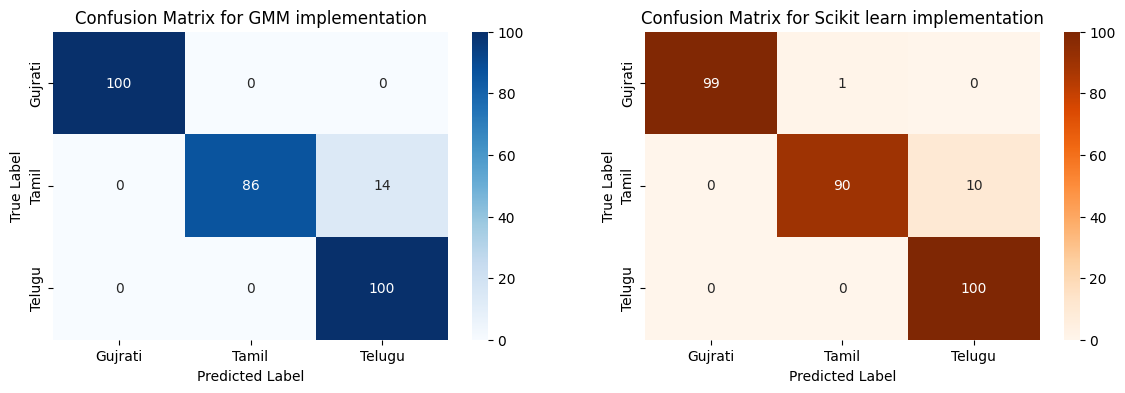 Confusion Matrix for GMM implementation
True Label
Gujrati
Tamil
Telugu
100 0 0
0 86 14
0 0 100
Gujrati Tamil Telugu
Predicted Label
100
80
60
40
20
0
Confusion Matrix for Scikit learn implementation
True Label
Gujrati
Tamil
Telugu
99 1 0
0 90 10
0 0 100
Gujrati Tamil Telugu
Predicted Label
100
80
60
40
20
0